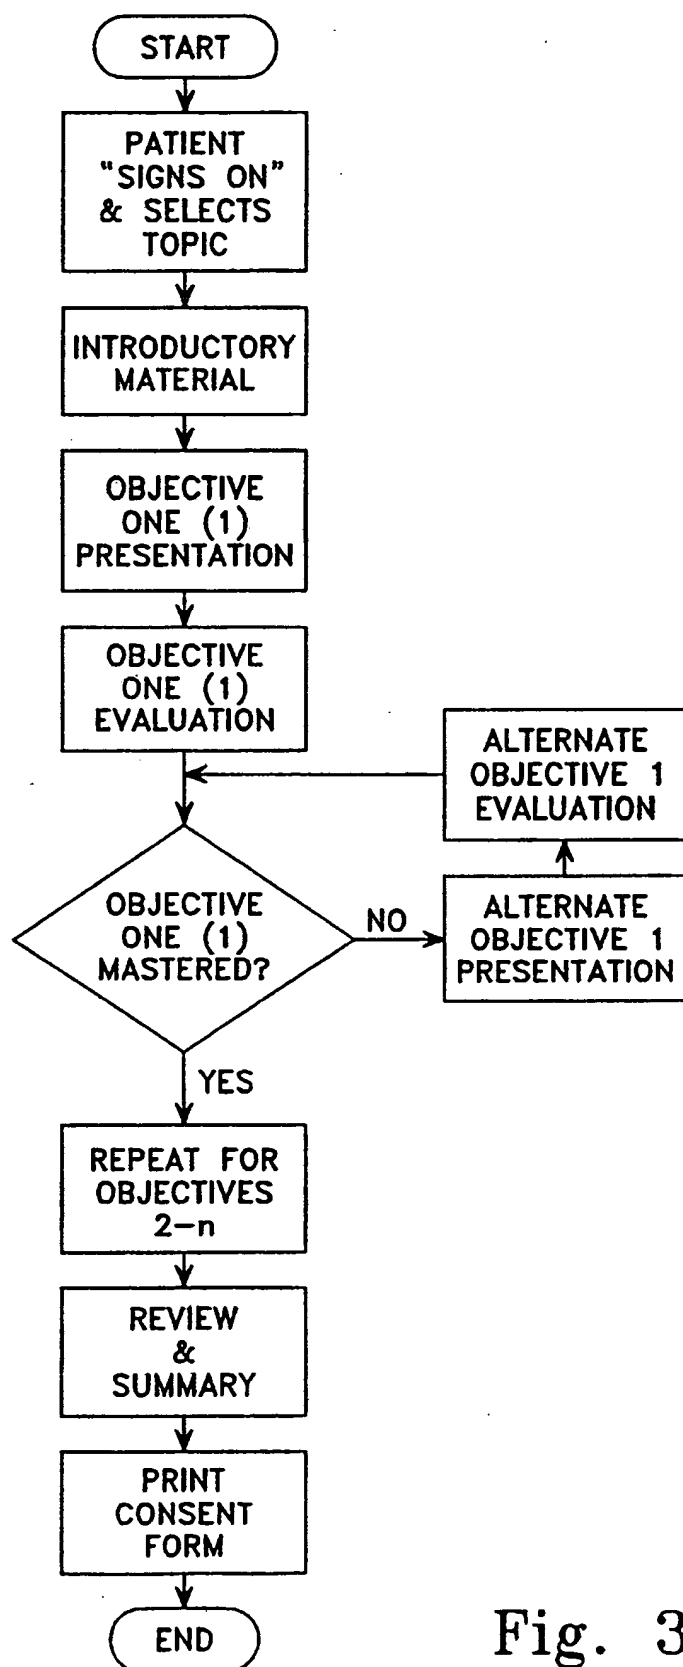 START
PATIENT
"SIGNS ON"
& SELECTS
TOPIC
INTRODUCTORY
MATERIAL
OBJECTIVE
ONE (1)
PRESENTATION
OBJECTIVE
ONE (1)
EVALUATION
ALTERNATE
OBJECTIVE 1
EVALUATION
OBJECTIVE
ONE (1)
MASTERED?
NO
ALTERNATE
OBJECTIVE 1
PRESENTATION
YES
REPEAT FOR
OBJECTIVES
2-n
REVIEW
&
SUMMARY
PRINT
CONSENT
FORM
END
Fig. 3